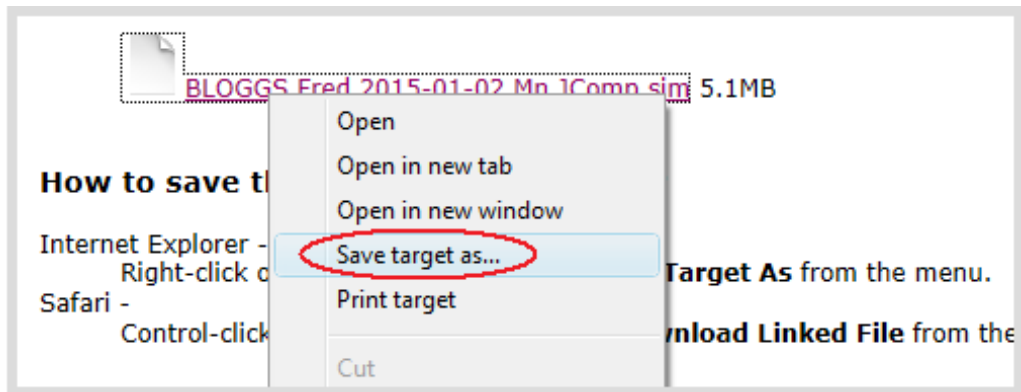 BLOGGS Fred 2015-01-02 Mn JComp sim 5.1MB
Open
Open in new tab
How to save
Open in new window
Internet Explorer -
Save target as...
Right-click Target As from the menu.
Safari -
Print target
Control-click Linked File from the
Cut